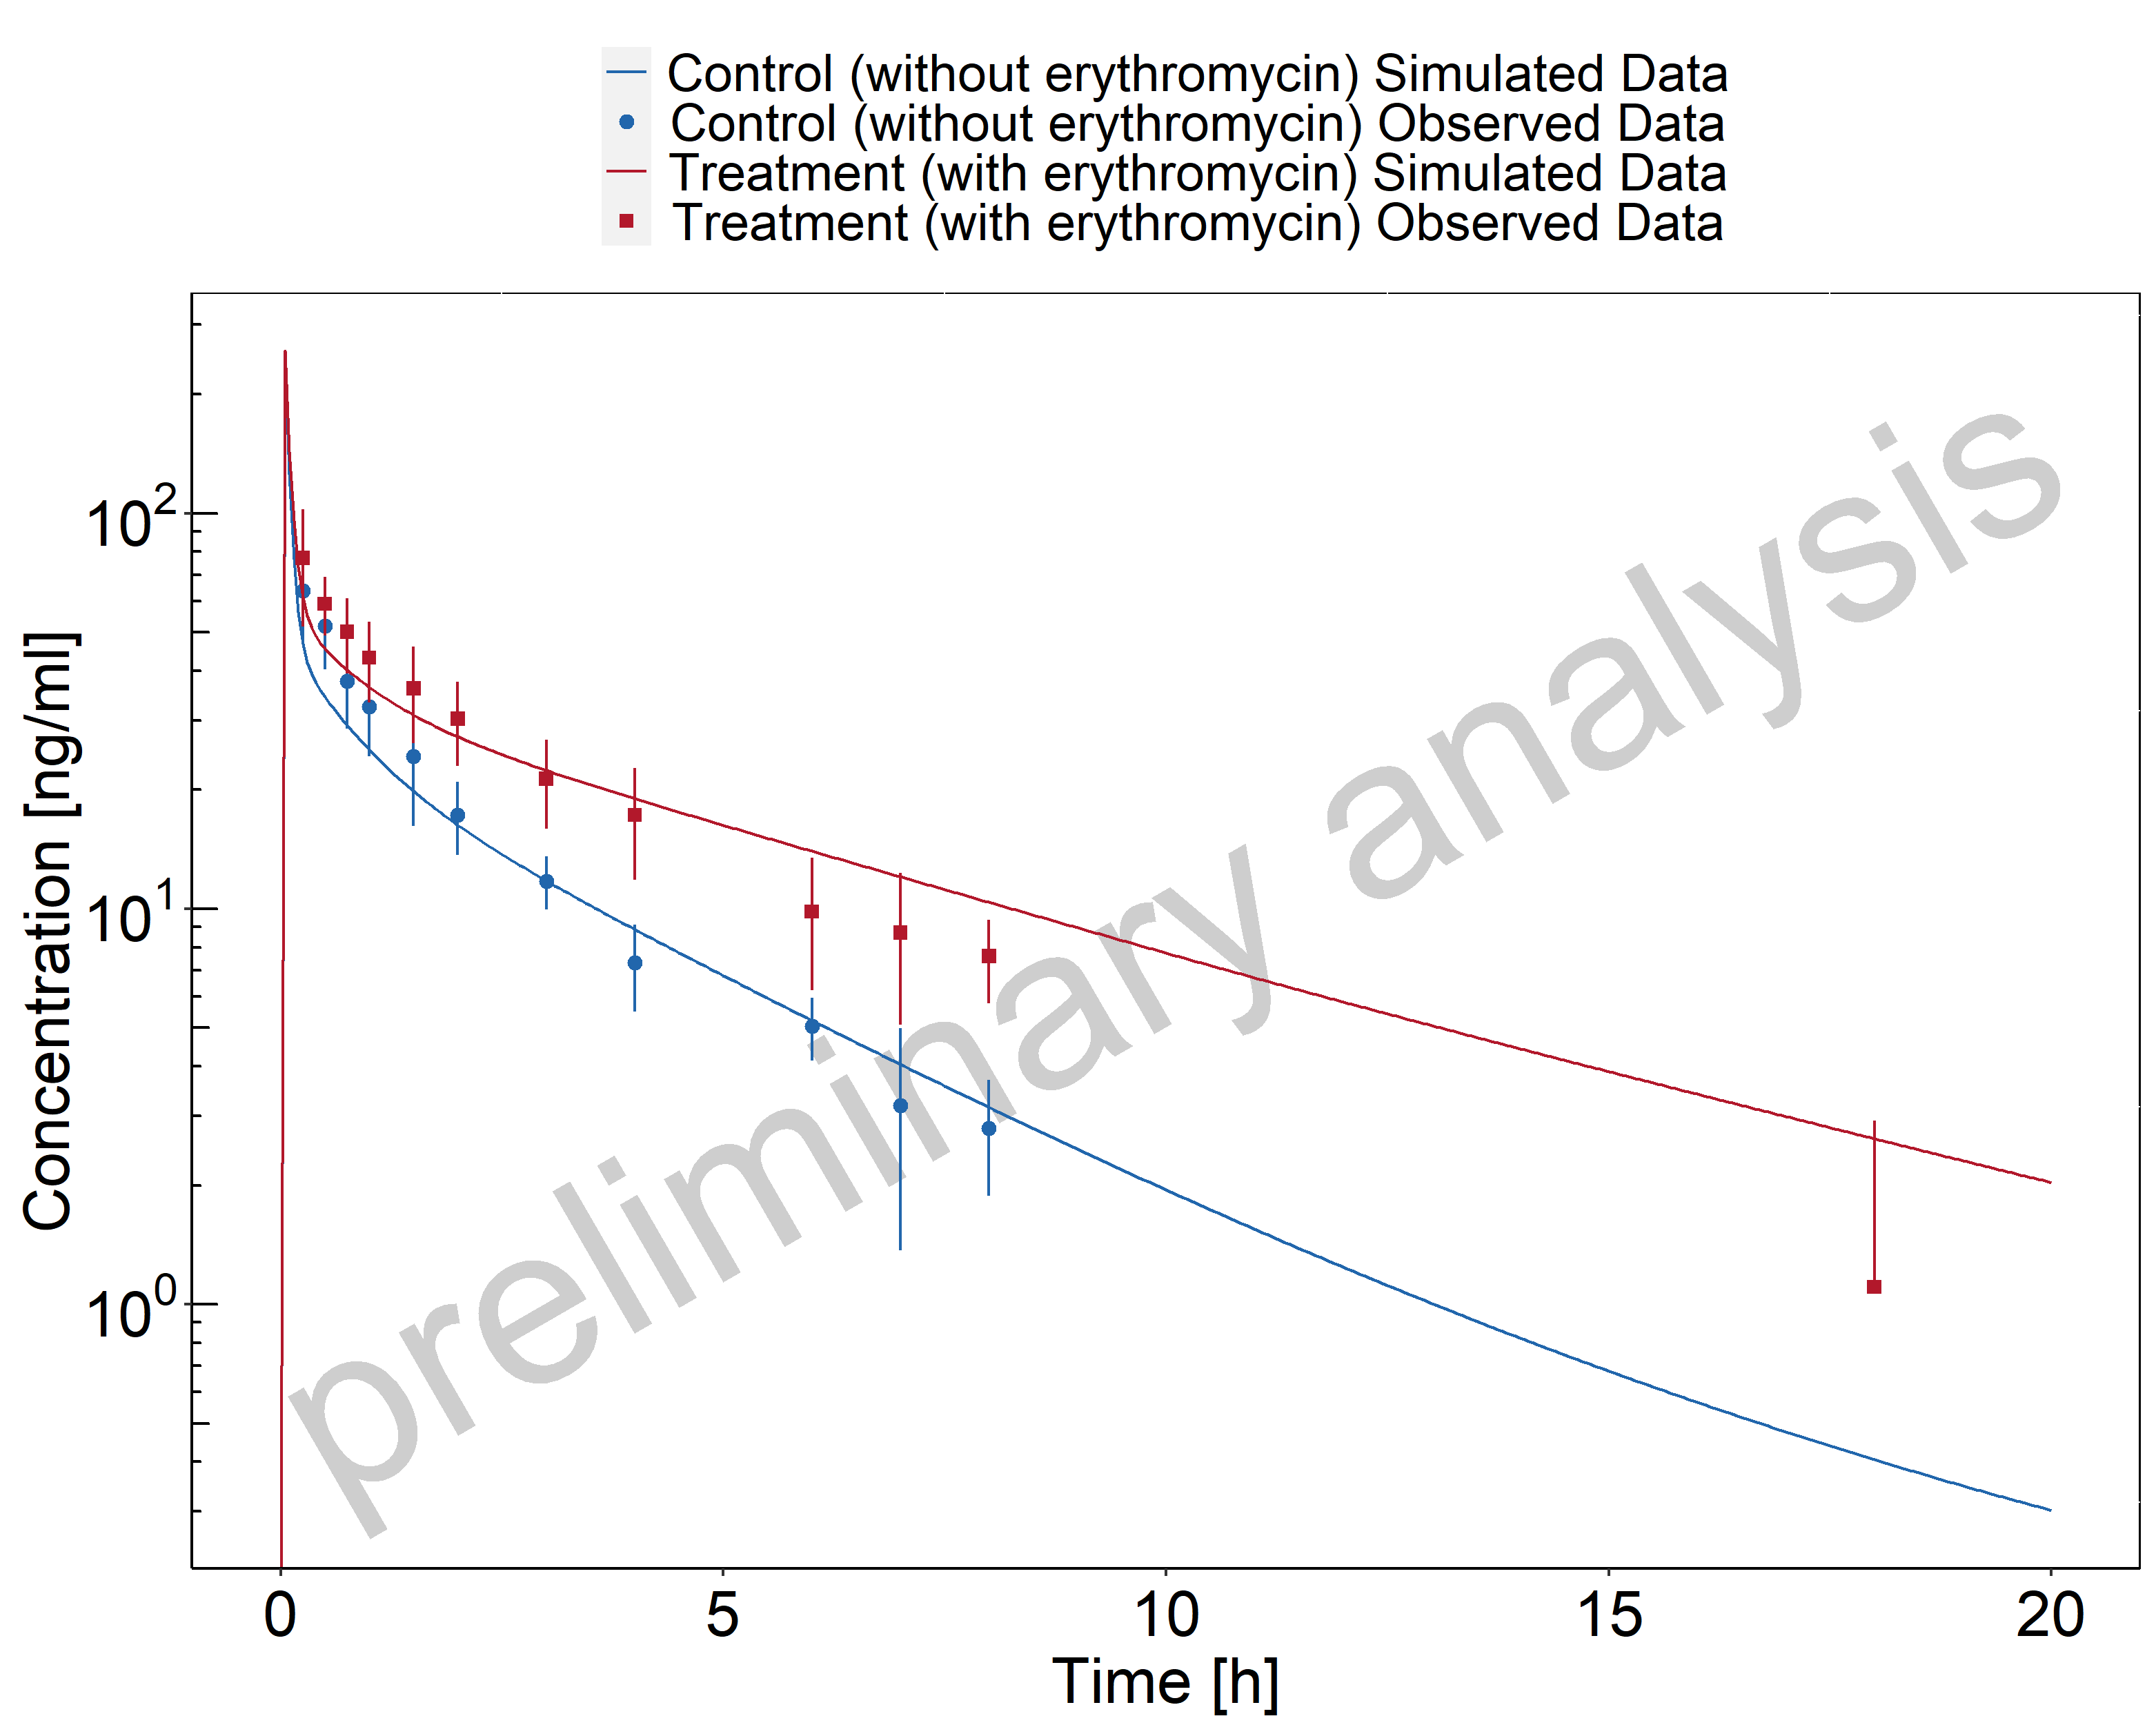 Control (without erythromycin) Simulated Data
Control (without erythromycin) Observed Data
Treatment (with erythromycin) Simulated Data
Treatment (with erythromycin) Observed Data
Concentration [ng/ml]
10²
10¹
10⁰
preliminary analysis
0 5 10 15 20
Time [h]